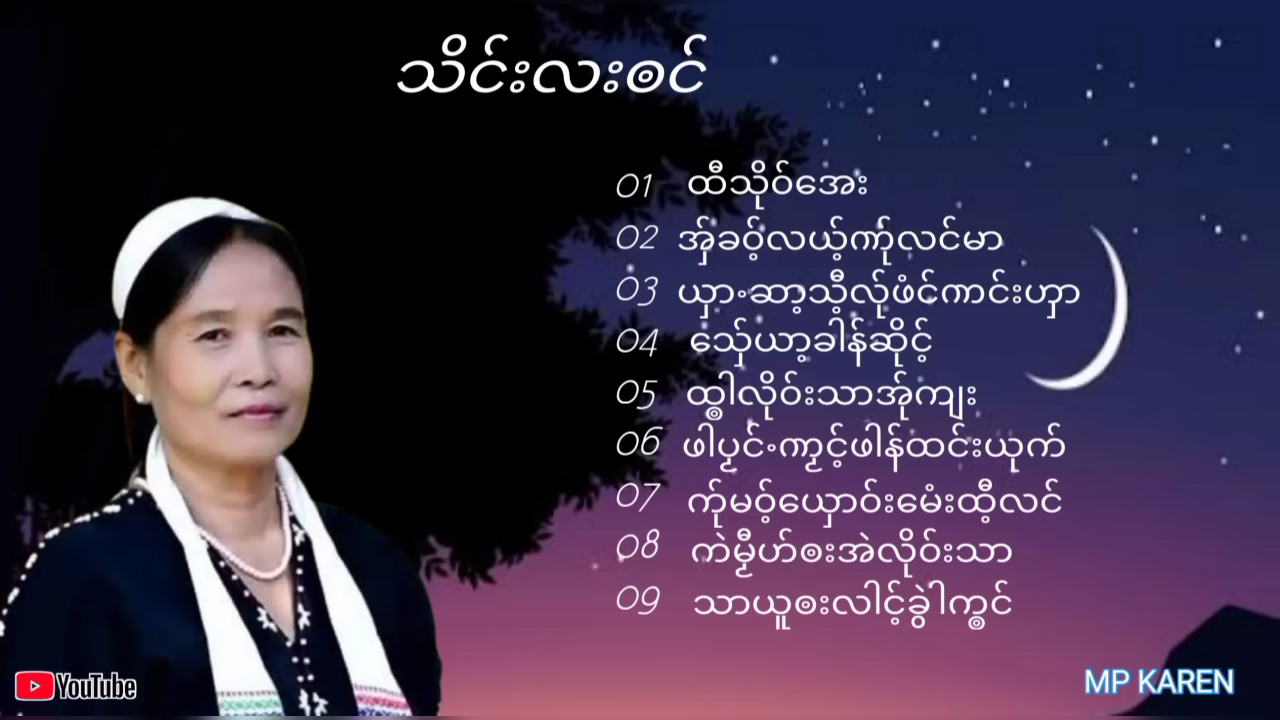 သိင်းလးစင်
01 ထီသိုဝ်အေး
02 အှ်ခဝ့်လယ့်ကာ်ုလင်မာ
03 ယှာႉဆာ့သီ့လ်ုဖံင်ကာင်းဟှာ
04 သှေ်ယာ့ခါန်ဆိုင့်
05 ထ္ၜါလိုဝ်းသာအ်ုကျး
06 ဖါပၠင်ႉကၠာင့်ဖါန်ထင်းယုက်
07 က်ုမဝ့်ယှောဝ်းမေံးထီ့လင်
08 ကဲမၠီဟ်စးအဲလိုဝ်းသာ
09 သာယူစးလါင့်ခွဲါက္ၜင်
YouTube
MP KAREN